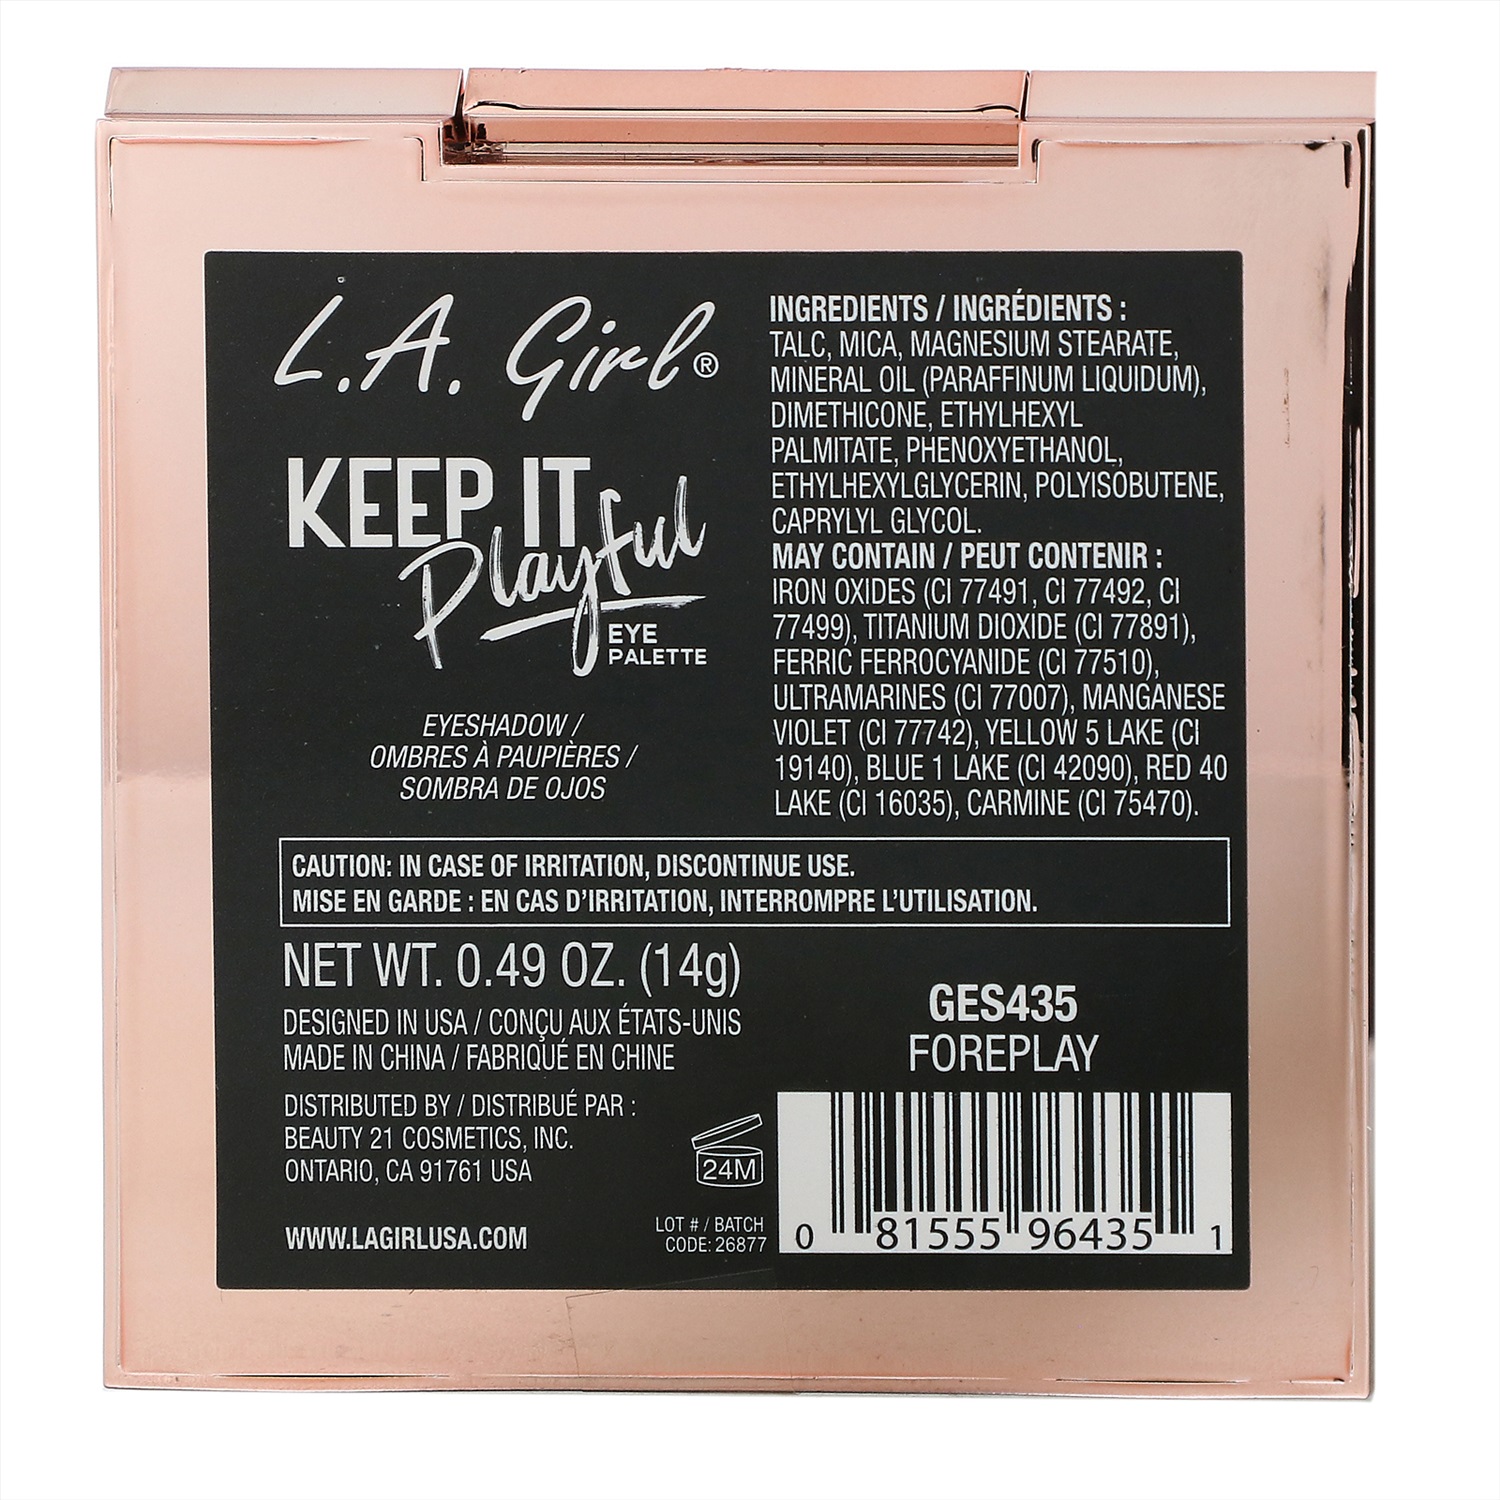 L.A. Girl®
KEEP IT
Playful
EYE
PALETTE
EYESHADOW /
OMBRES À PAUPIÈRES /
SOMBRA DE OJOS
INGREDIENTS / INGRÉDIENTS :
TALC, MICA, MAGNESIUM STEARATE,
MINERAL OIL (PARAFFINUM LIQUIDUM),
DIMETHICONE, ETHYLHEXYL
PALMITATE, PHENOXYETHANOL,
ETHYLHEXYLGLYCERIN, POLYISOBUTENE,
CAPRYLYL GLYCOL.
MAY CONTAIN / PEUT CONTENIR :
IRON OXIDES (CI 77491, CI 77492, CI
77499), TITANIUM DIOXIDE (CI 77891),
FERRIC FERROCYANIDE (CI 77510),
ULTRAMARINES (CI 77007), MANGANESE
VIOLET (CI 77742), YELLOW 5 LAKE (CI
19140), BLUE 1 LAKE (CI 42090), RED 40
LAKE (CI 16035), CARMINE (CI 75470).
CAUTION: IN CASE OF IRRITATION, DISCONTINUE USE.
MISE EN GARDE : EN CAS D'IRRITATION, INTERROMPRE L'UTILISATION.
NET WT. 0.49 OZ. (14g)
DESIGNED IN USA / CONÇU AUX ÉTATS-UNIS
MADE IN CHINA / FABRIQUÉ EN CHINE
DISTRIBUTED BY / DISTRIBUÉ PAR :
BEAUTY 21 COSMETICS, INC.
ONTARIO, CA 91761 USA
WWW.LAGIRLUSA.COM
24M
LOT # / BATCH
CODE: 26877
GES435
FOREPLAY
0 81555 96435 1